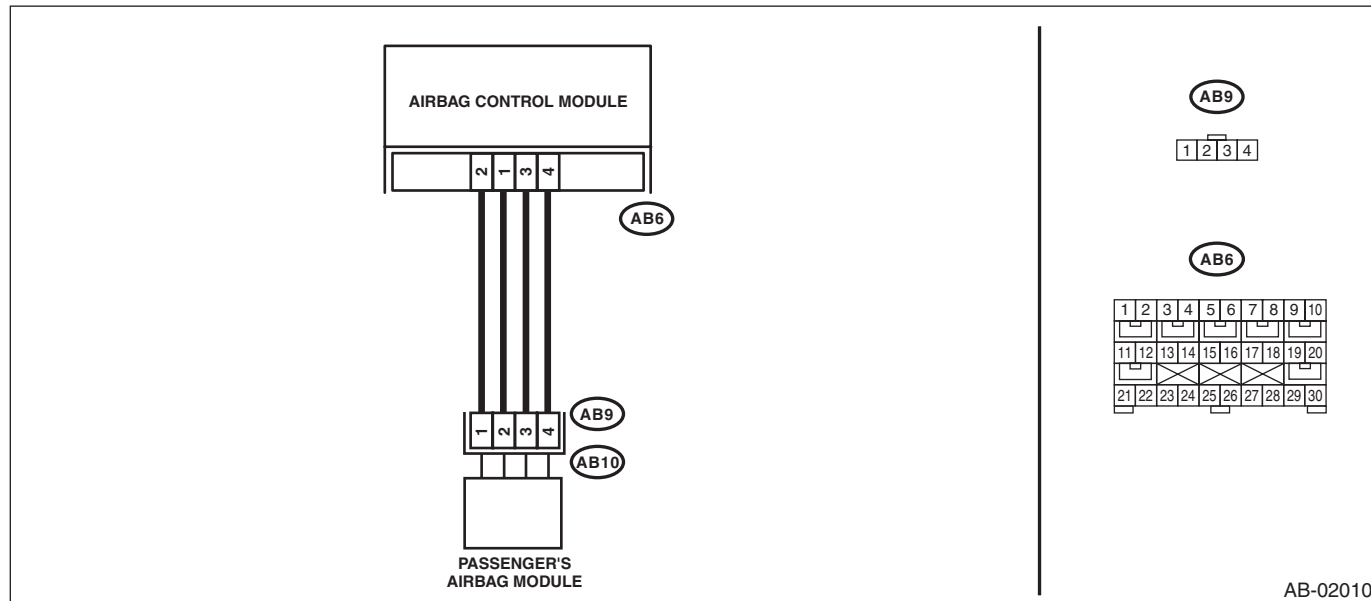 AIRBAG CONTROL MODULE
2 1 3 4
AB6
1 2 3 4
AB9
AB10
PASSENGER'S
AIRBAG MODULE
AB9
1 2 3 4
AB6
1 2 3 4 5 6 7 8 9 10
11 12 13 14 15 16 17 18 19 20
21 22 23 24 25 26 27 28 29 30
AB-02010